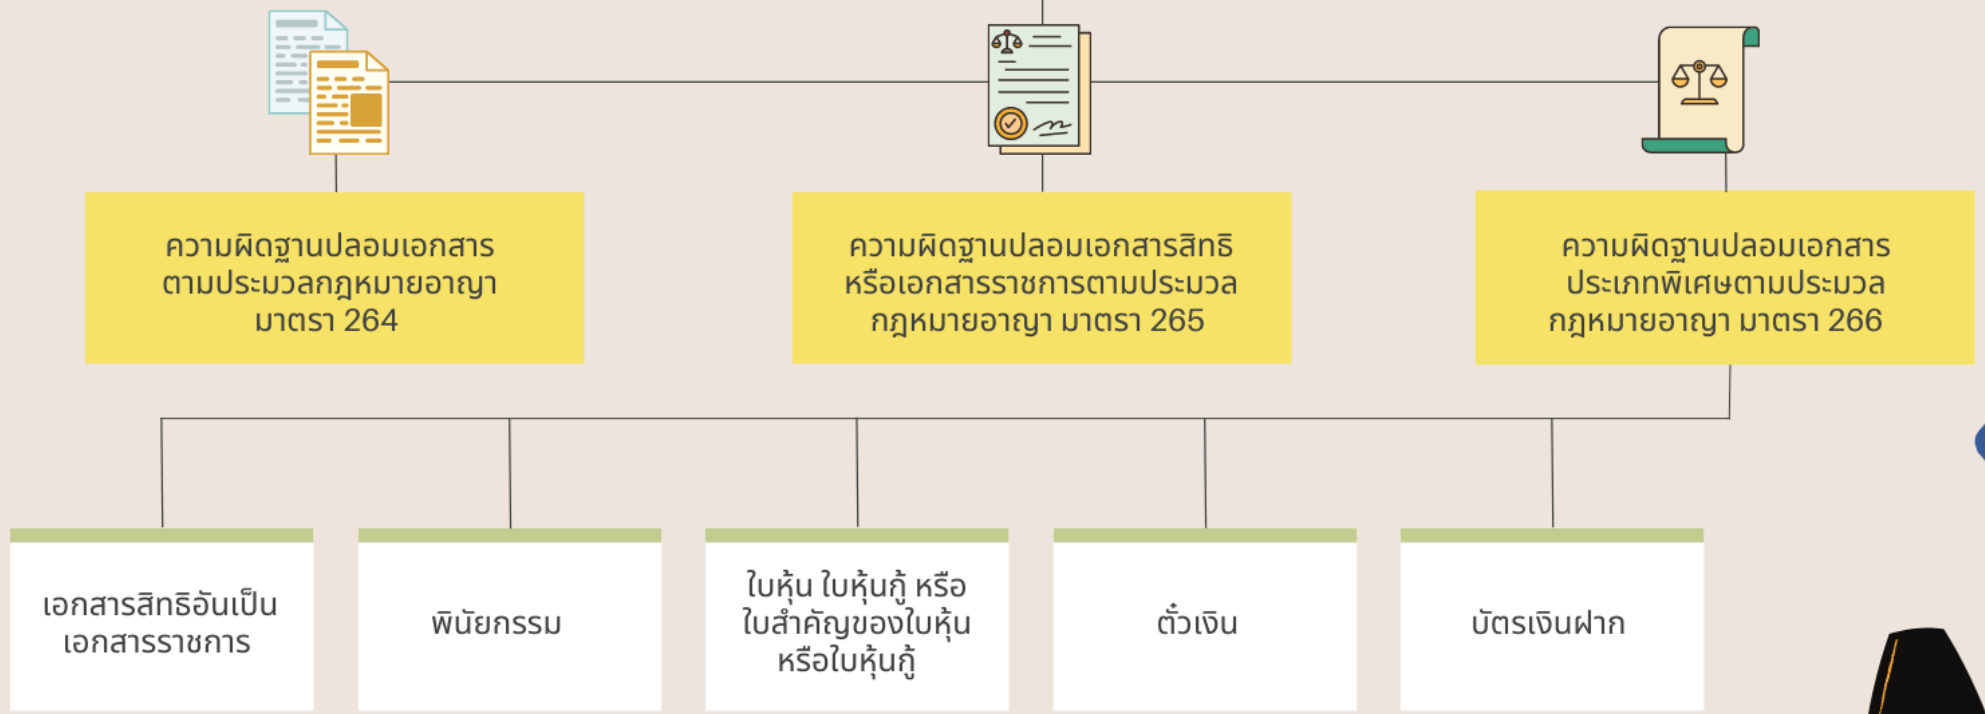 ความผิดฐานปลอมเอกสาร
ตามประมวลกฎหมายอาญา
มาตรา 264
ความผิดฐานปลอมเอกสารสิทธิ
หรือเอกสารราชการตามประมวล
กฎหมายอาญา มาตรา 265
ความผิดฐานปลอมเอกสาร
ประเภทพิเศษตามประมวล
กฎหมายอาญา มาตรา 266
เอกสารสิทธิอันเป็น
เอกสารราชการ
พินัยกรรม
ใบหุ้น ใบหุ้นกู้ หรือ
ใบสำคัญของใบหุ้น
หรือใบหุ้นกู้
ตั๋วเงิน
บัตรเงินฝาก